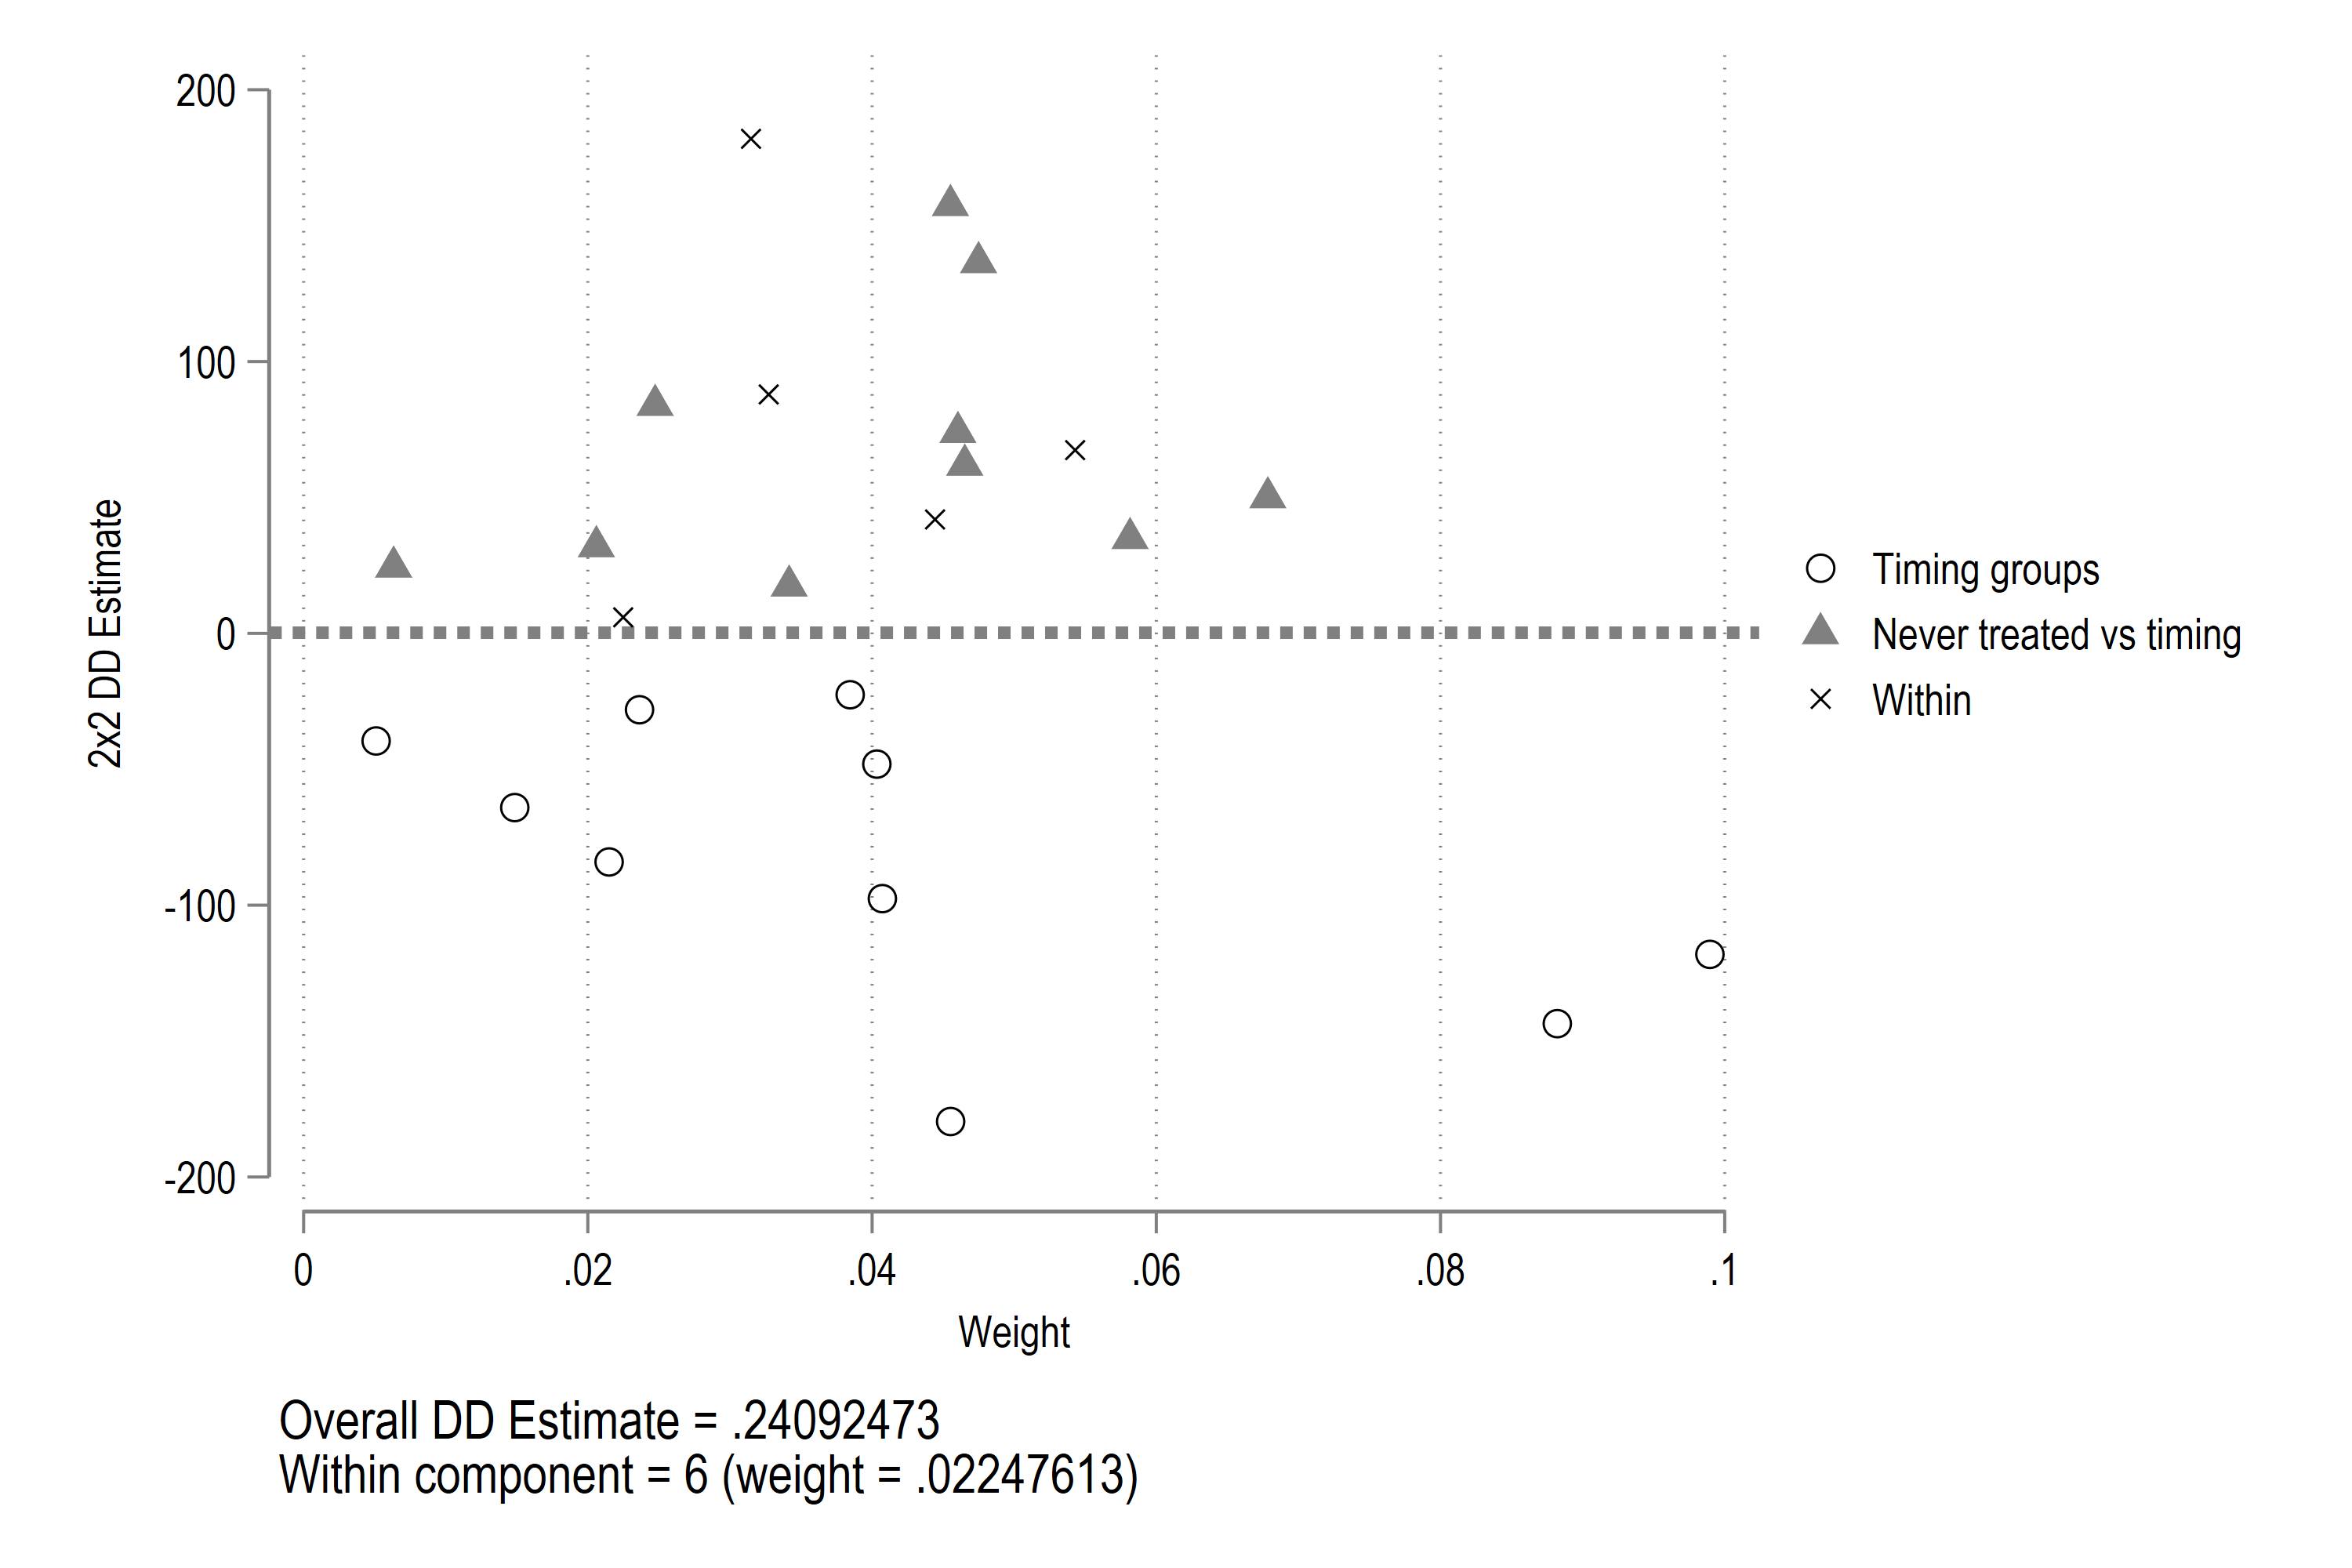 200
100
0
-100
-200
2x2 DD Estimate
0
.02
.04
.06
.08
.1
Weight
Timing groups
Never treated vs timing
Within
Overall DD Estimate = .24092473
Within component = 6 (weight = .02247613)